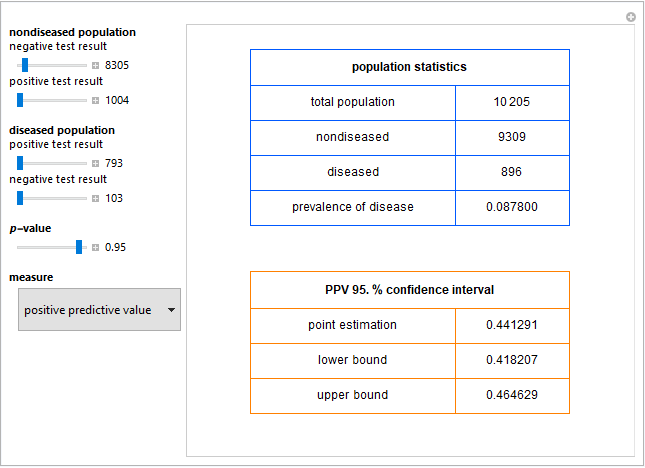 nondiseased population
negative test result
8305
positive test result
1004
diseased population
positive test result
793
negative test result
103
p-value
0.95
measure
positive predictive value
population statistics
total population 10 205
nondiseased 9309
diseased 896
prevalence of disease 0.087800
PPV 95. % confidence interval
point estimation 0.441291
lower bound 0.418207
upper bound 0.464629